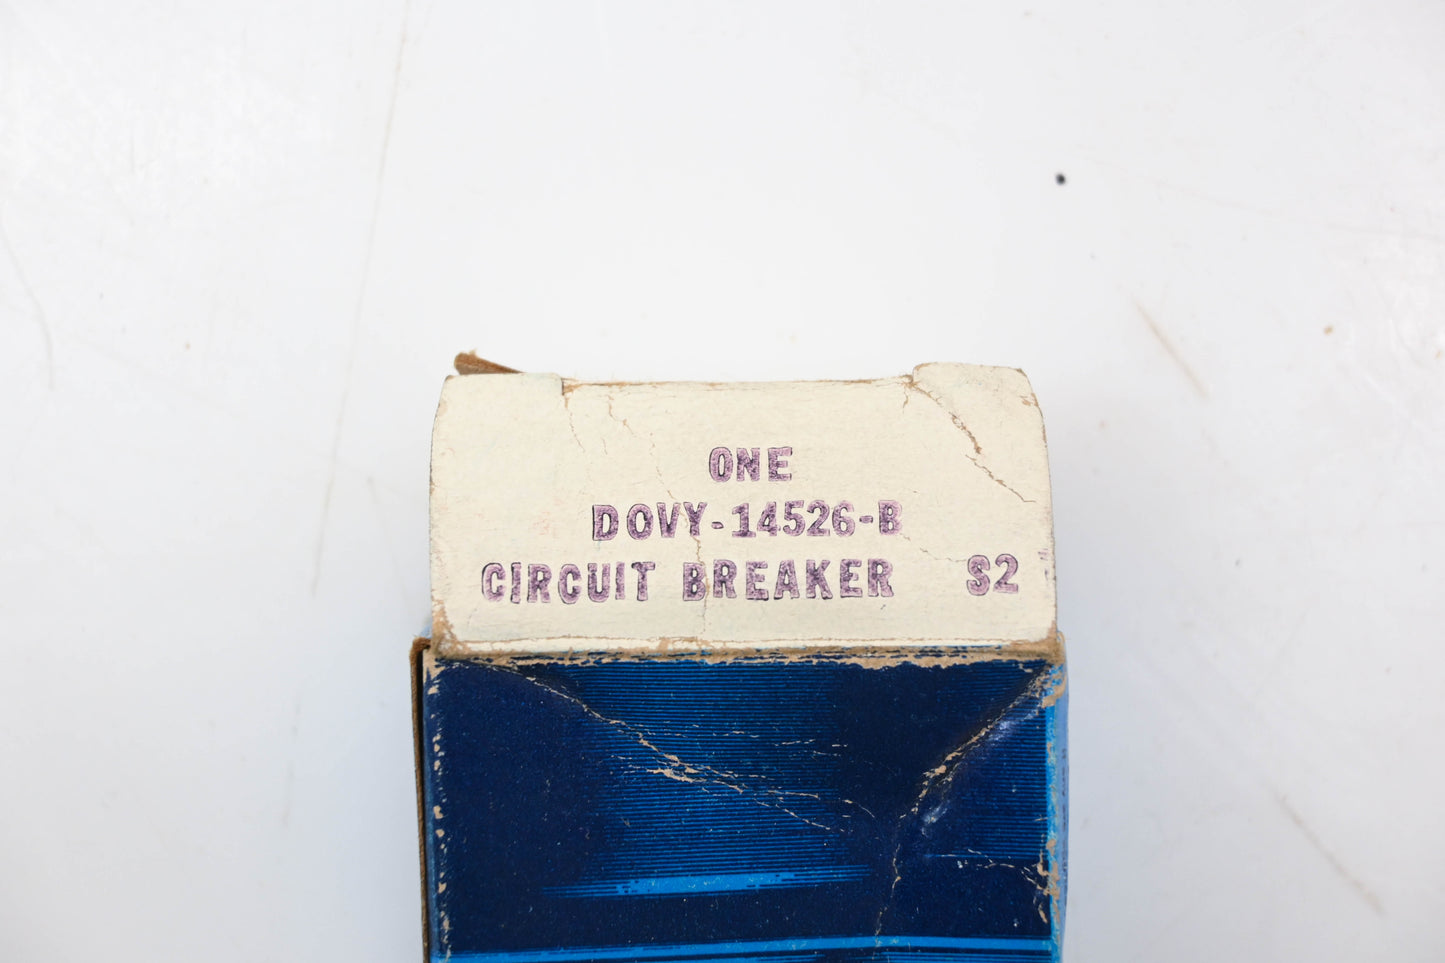 ONE
DOVY-14526-B
CIRCUIT BREAKER S2